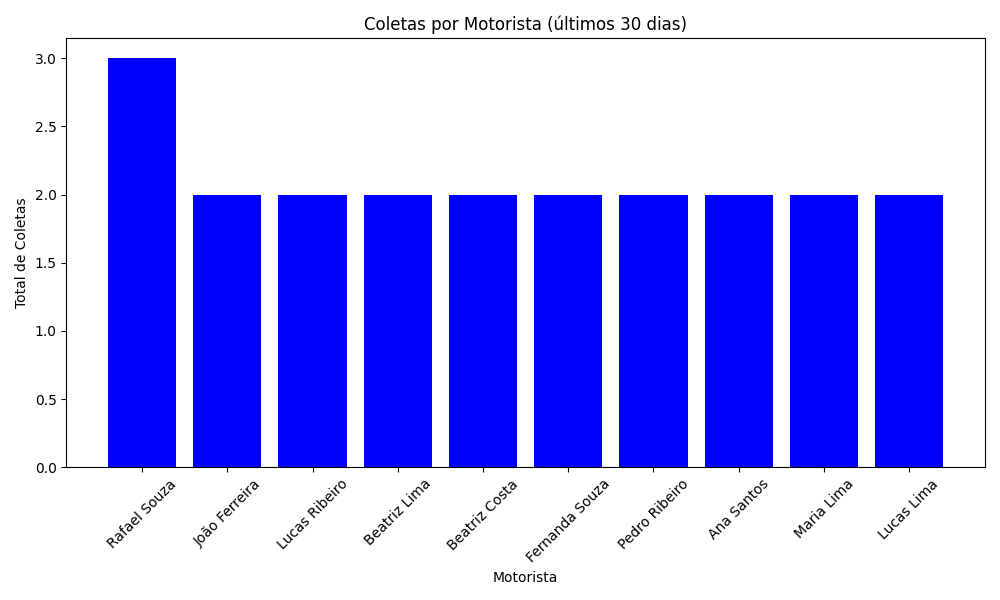 Coletas por Motorista (últimos 30 dias)
Total de Coletas
3.0
2.5
2.0
1.5
1.0
0.5
0.0
Rafael Souza
João Ferreira
Lucas Ribeiro
Beatriz Lima
Beatriz Costa
Fernanda Souza
Pedro Ribeiro
Ana Santos
Maria Lima
Lucas Lima
Motorista